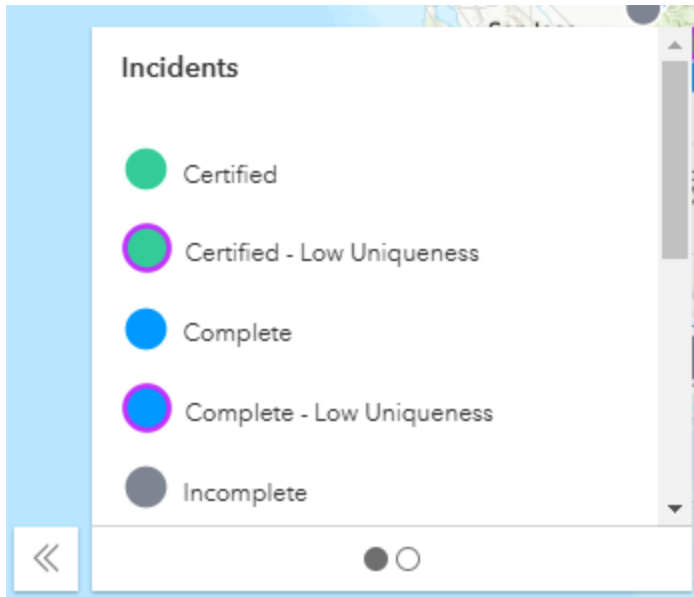 Incidents
Certified
Certified - Low Uniqueness
Complete
Complete - Low Uniqueness
Incomplete